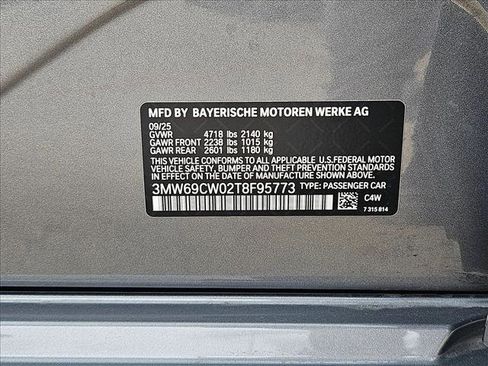 MFD BY BAYERISCHE MOTOREN WERKE AG
09/25
GVWR 4718 lbs 2140 kg
GAWR FRONT 2238 lbs 1015 kg
GAWR REAR 2601 lbs 1180 kg
THIS VEHICLE CONFORMS TO ALL APPLICABLE U.S. FEDERAL MOTOR
VEHICLE SAFETY, BUMPER, AND THEFT PREVENTION STANDARDS
IN EFFECT ON THE DATE OF MANUFACTURE SHOWN ABOVE.
3MW69CW02T8F95773 TYPE: PASSENGER CAR
C4W
7 315 814